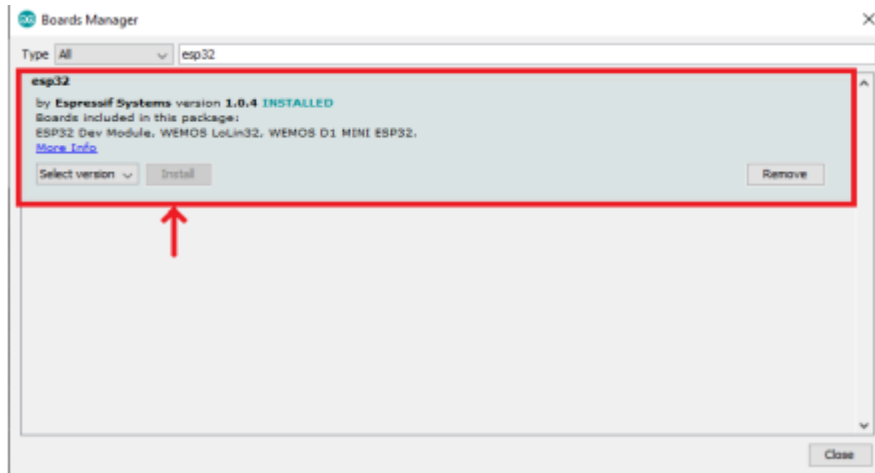 Boards Manager
Type All esp32
esp32
by Espressif Systems version 1.0.4 INSTALLED
Boards included in this package:
ESP32 Dev Module, WEMOS LoLin32, WEMOS D1 MINI ESP32.
More Info
Select version Install Remove
Close